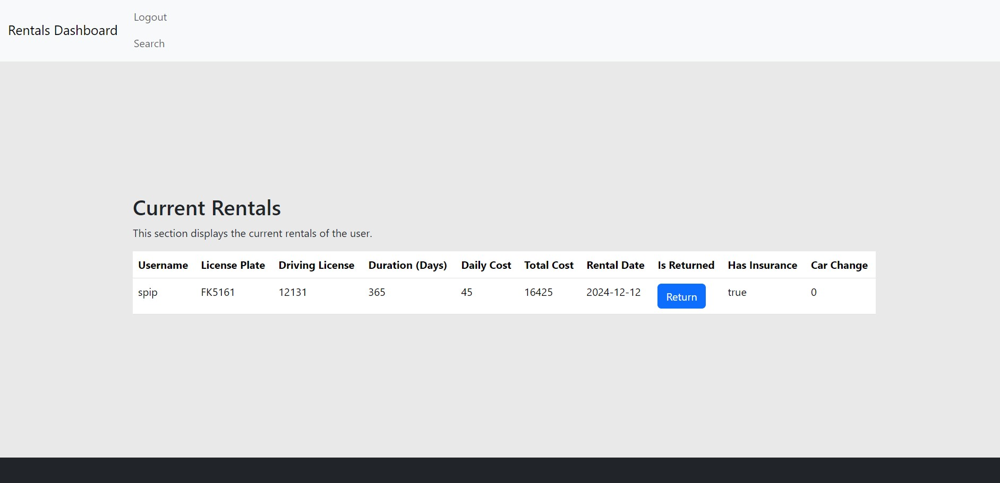 Rentals Dashboard
Logout
Search
Current Rentals
This section displays the current rentals of the user.
Username License Plate Driving License Duration (Days) Daily Cost Total Cost Rental Date Is Returned Has Insurance Car Change
spip FK5161 12131 365 45 16425 2024-12-12 Return true 0